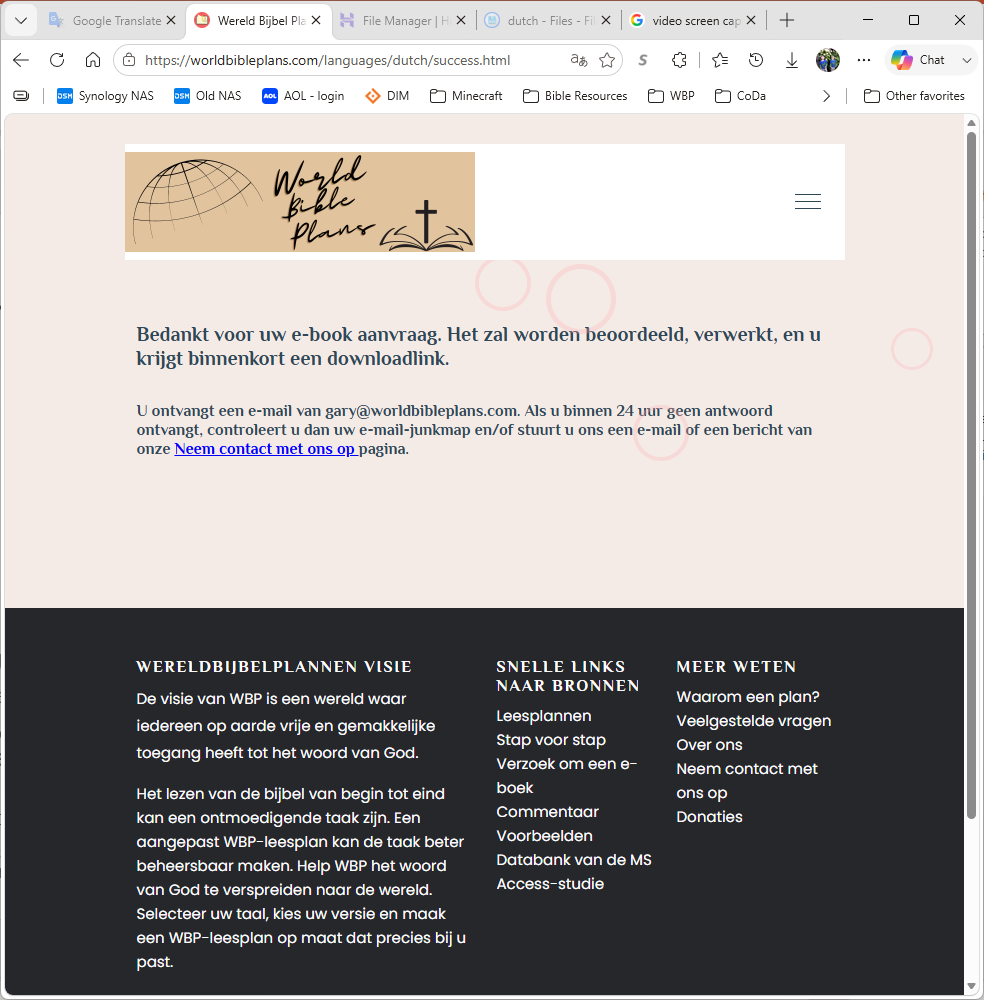 Google Translate
Wereld Bijbel Pla
File Manager | H
dutch - Files - Fil
video screen cap
https://worldbibleplans.com/languages/dutch/success.html
Chat
Synology NAS
Old NAS
AOL - login
DIM
Minecraft
Bible Resources
WBP
CoDa
Other favorites
World
Bible
Plans
Bedankt voor uw e-book aanvraag. Het zal worden beoordeeld, verwerkt, en u
krijgt binnenkort een downloadlink.
U ontvangt een e-mail van gary@worldbibleplans.com. Als u binnen 24 uur geen antwoord
ontvangt, controleert u dan uw e-mail-junkmap en/of stuurt u ons een e-mail of een bericht van
onze Neem contact met ons op pagina.
WERELDBIJBELPLANNEN VISIE
De visie van WBP is een wereld waar
iedereen op aarde vrije en gemakkelijke
toegang heeft tot het woord van God.
Het lezen van de bijbel van begin tot eind
kan een ontmoedigende taak zijn. Een
aangepast WBP-leesplan kan de taak beter
beheersbaar maken. Help WBP het woord
van God te verspreiden naar de wereld.
Selecteer uw taal, kies uw versie en maak
een WBP-leesplan op maat dat precies bij u
past.
SNELLE LINKS
NAAR BRONNEN
Leesplannen
Stap voor stap
Verzoek om een e-
boek
Commentaar
Voorbeelden
Databank van de MS
Access-studie
MEER WETEN
Waarom een plan?
Veelgestelde vragen
Over ons
Neem contact met
ons op
Donaties